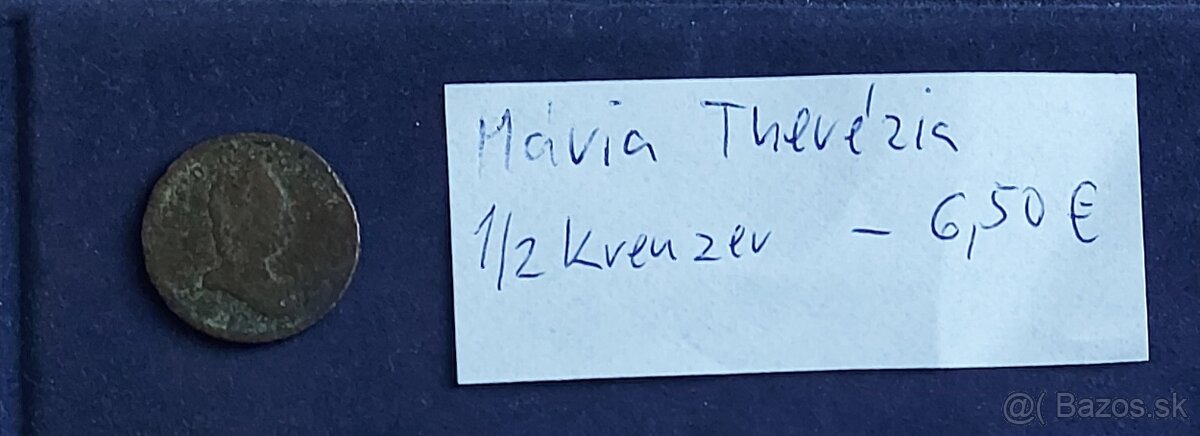 Mária Therézia
1/2 Kreuzer – 6,50 €
@( Bazos.sk